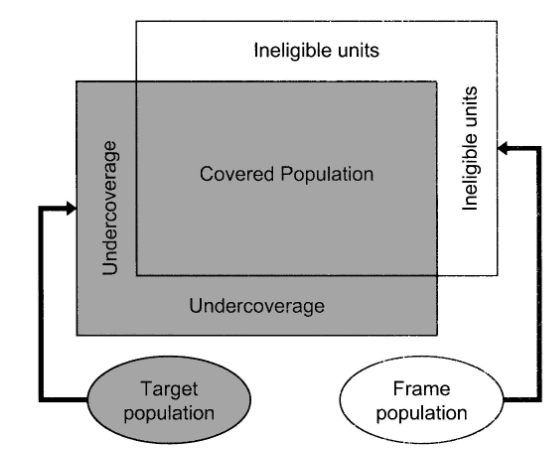 Ineligible units
Ineligible units
Undercoverage
Covered Population
Undercoverage
Target
population
Frame
population